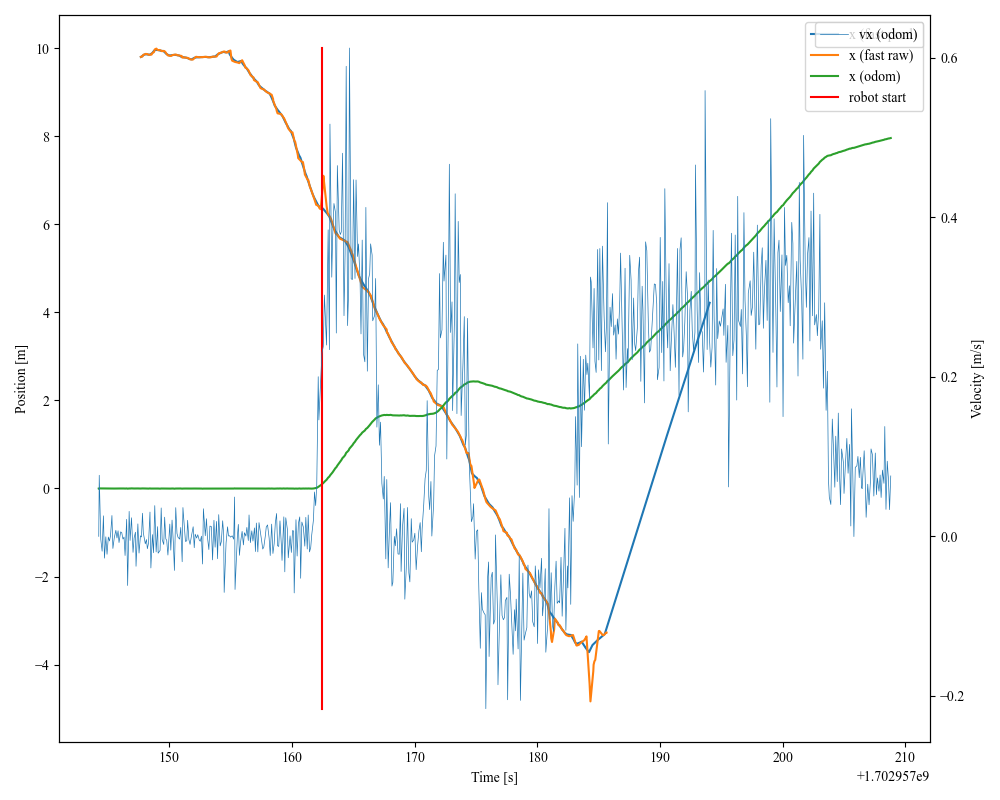 vx (odom)
x (fast raw)
x (odom)
robot start
10
8
6
4
2
0
−2
−4
Position [m]
0.6
0.4
0.2
0.0
−0.2
Velocity [m/s]
150
160
170
180
190
200
210
Time [s]
+1.702957e9